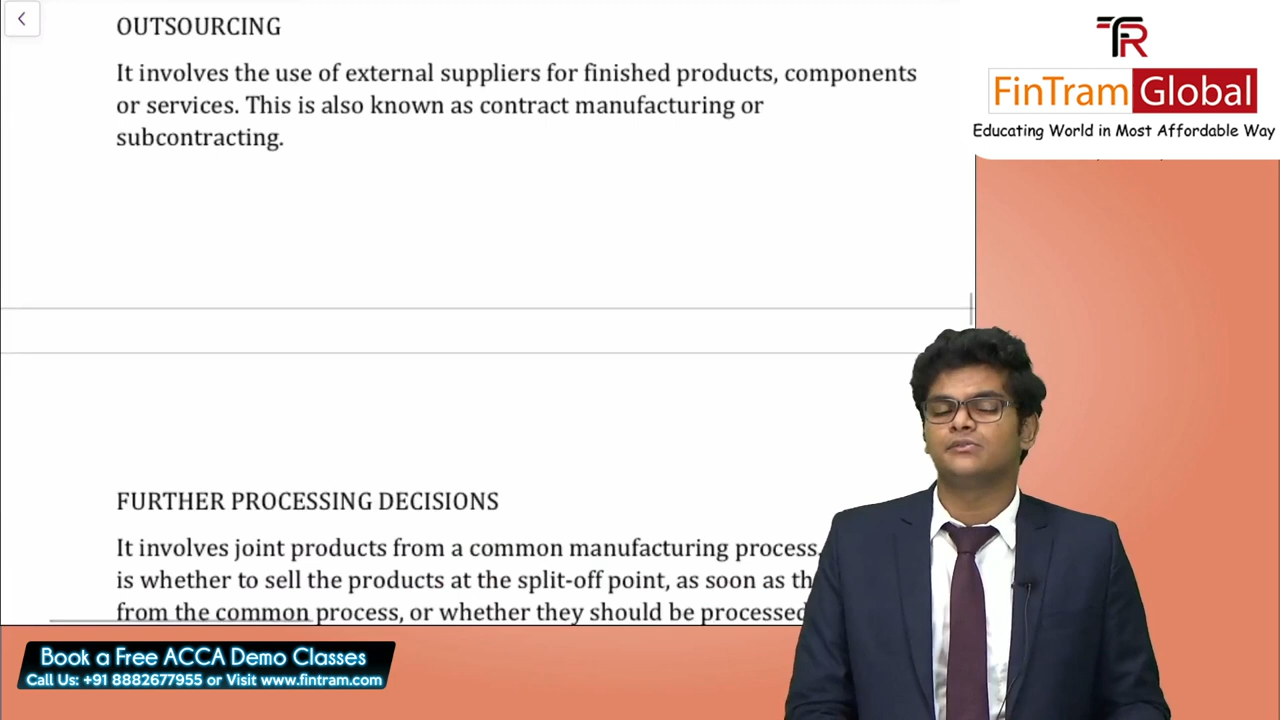 OUTSOURCING
It involves the use of external suppliers for finished products, components
or services. This is also known as contract manufacturing or
subcontracting.
FURTHER PROCESSING DECISIONS
It involves joint products from a common manufacturing process.
is whether to sell the products at the split-off point, as soon as
from the common process, or whether they should be processed
TR
FinTram Global
Educating World in Most Affordable Way
Book a Free ACCA Demo Classes
Call Us: +91 8882677955 or Visit www.fintram.com